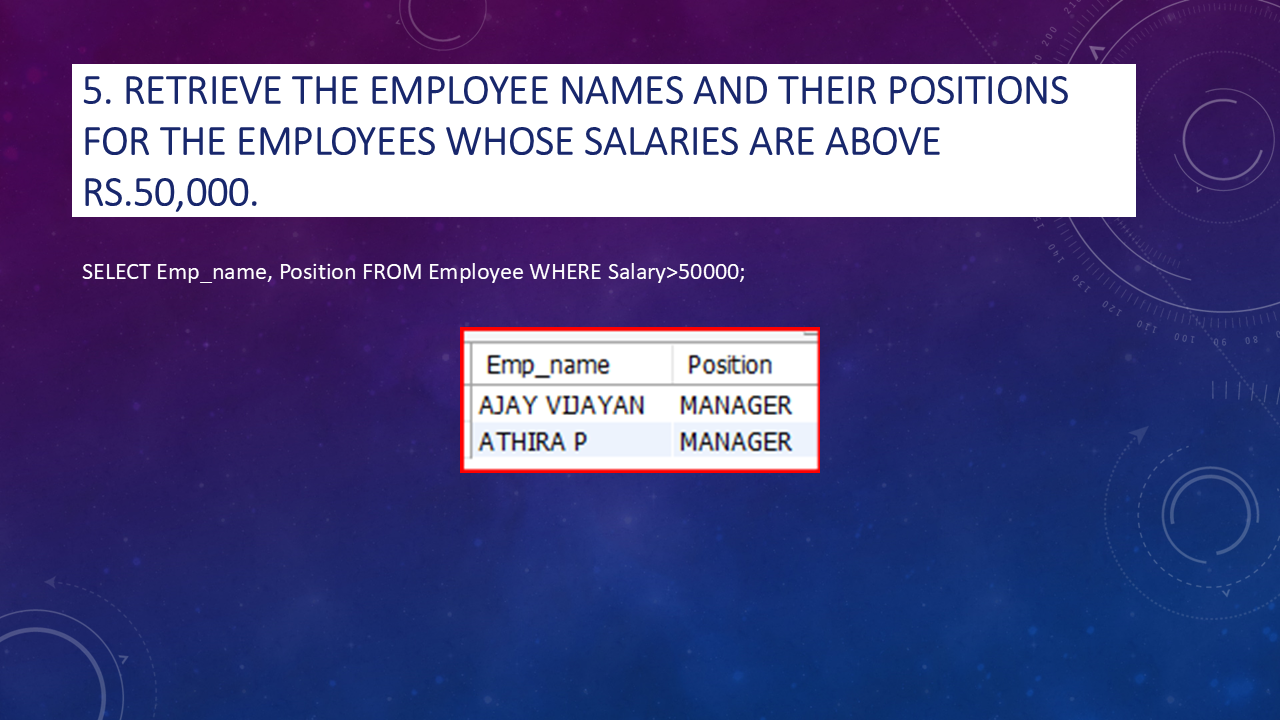 5. RETRIEVE THE EMPLOYEE NAMES AND THEIR POSITIONS
FOR THE EMPLOYEES WHOSE SALARIES ARE ABOVE
RS.50,000.
SELECT Emp_name, Position FROM Employee WHERE Salary>50000;
Emp_name Position
AJAY VIJAYAN MANAGER
ATHIRA P MANAGER